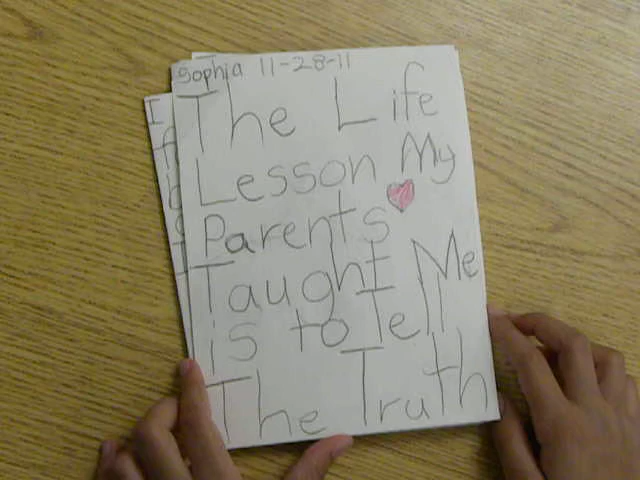 Sophia 11-28-11
The Life
Lesson My
Parents
Taught Me
is to Tell
The Truth
I